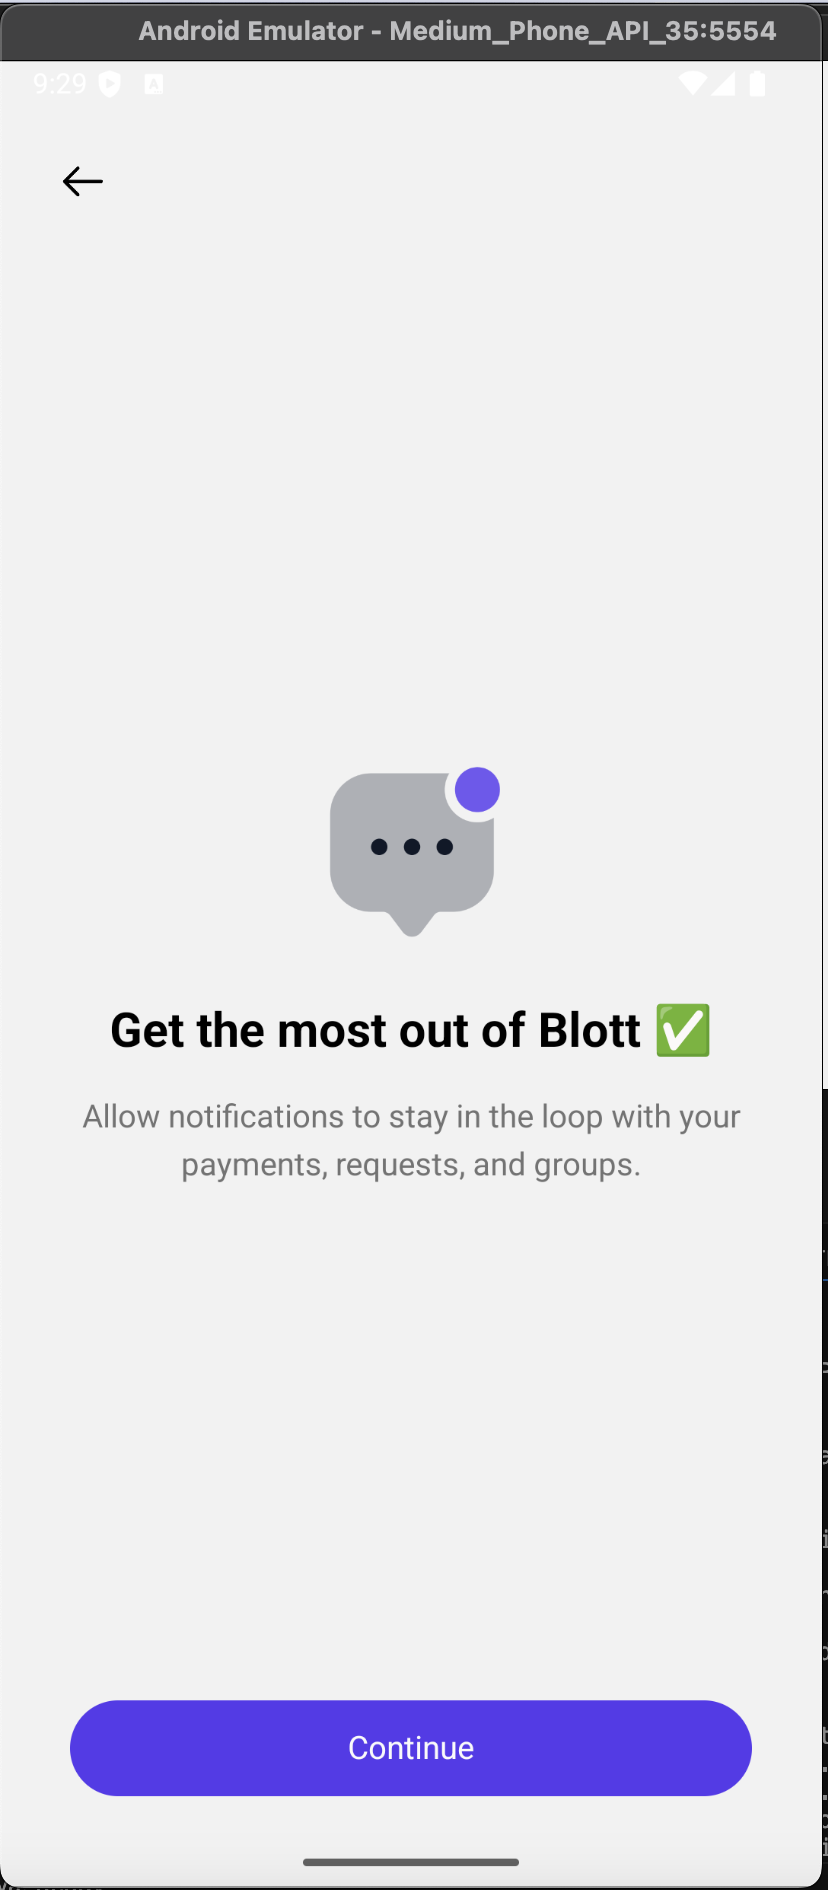 Android Emulator - Medium_Phone_API_35:5554
9:29
Get the most out of Blott ✅
Allow notifications to stay in the loop with your
payments, requests, and groups.
Continue